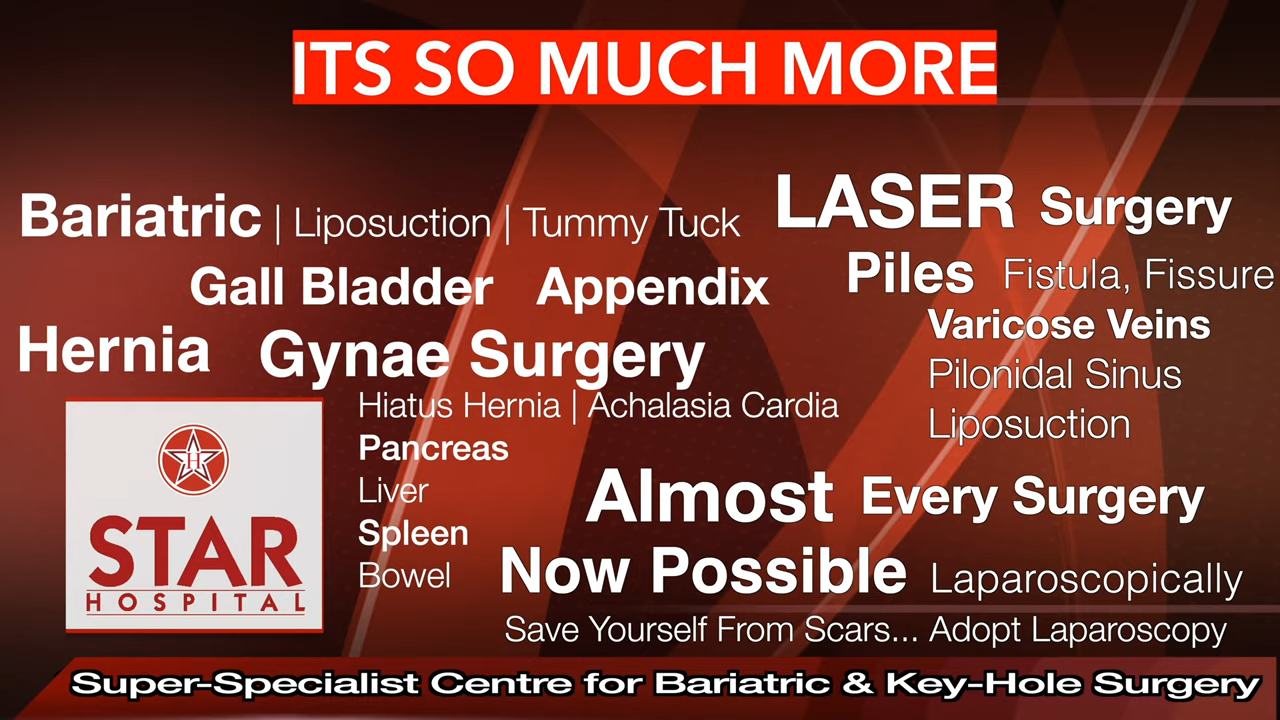 ITS SO MUCH MORE
Bariatric | Liposuction | Tummy Tuck
Gall Bladder Appendix
Hernia Gynae Surgery
Hiatus Hernia | Achalasia Cardia
Pancreas
Liver
Spleen
Bowel
LASER Surgery
Piles Fistula, Fissure
Varicose Veins
Pilonidal Sinus
Liposuction
Almost Every Surgery
Now Possible Laparoscopically
Save Yourself From Scars... Adopt Laparoscopy
H
STAR
HOSPITAL
Super-Specialist Centre for Bariatric & Key-Hole Surgery